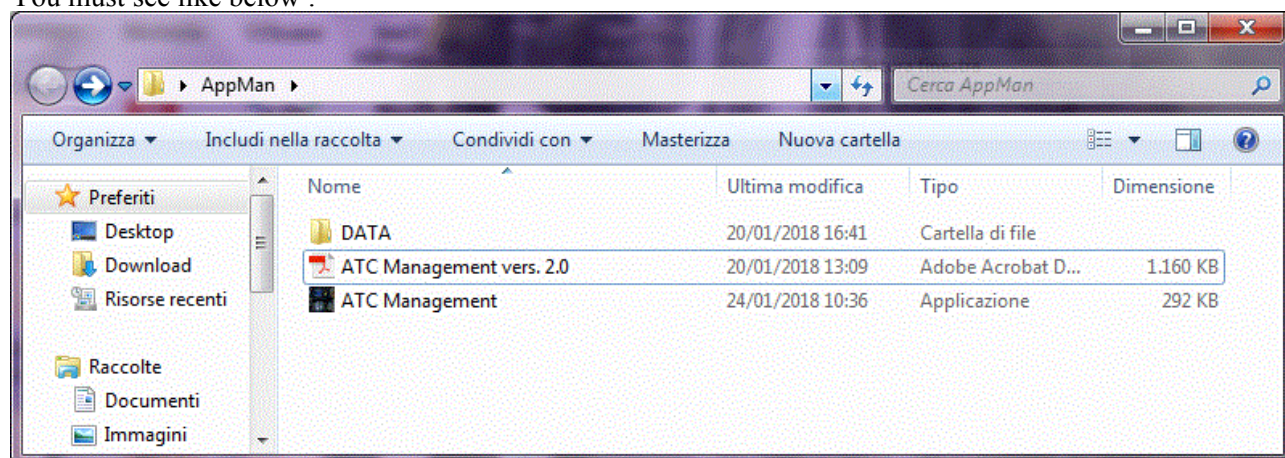 You must see like below :
AppMan
Cerca AppMan
Organizza Includi nella raccolta Condividi con Masterizza Nuova cartella
Preferiti
Desktop
Download
Risorse recenti
Raccolte
Documenti
Immagini
Nome Ultima modifica Tipo Dimensione
DATA 20/01/2018 16:41 Cartella di file
ATC Management vers. 2.0 20/01/2018 13:09 Adobe Acrobat D... 1.160 KB
ATC Management 24/01/2018 10:36 Applicazione 292 KB